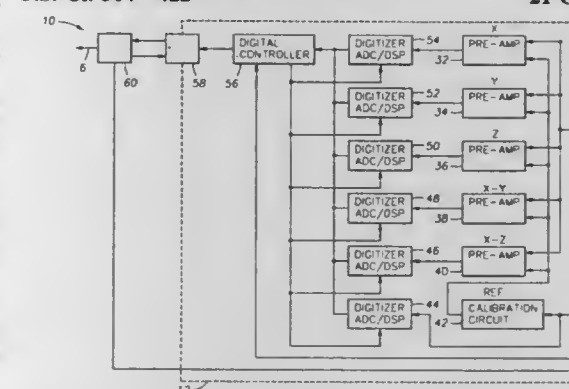 10
X
DIGITAL CONTROLLER
DIGITIZER ADC/DSP
54
PRE-AMP
6
60
58
56
32
Y
DIGITIZER ADC/DSP
52
PRE-AMP
34
Z
DIGITIZER ADC/DSP
50
PRE-AMP
36
X-Y
DIGITIZER ADC/DSP
48
PRE-AMP
38
X-Z
DIGITIZER ADC/DSP
46
PRE-AMP
40
REF
DIGITIZER ADC/DSP
44
CALIBRATION CIRCUIT
42